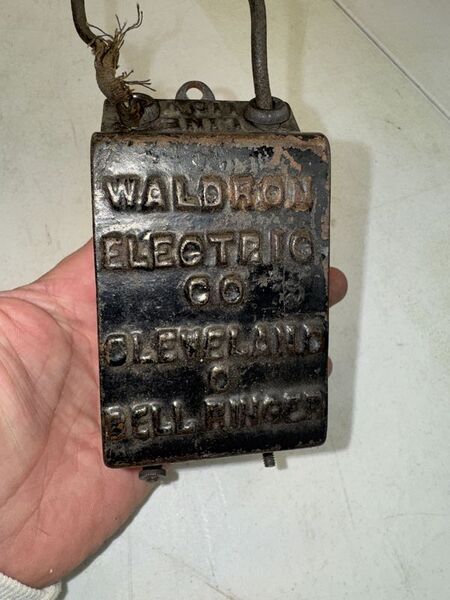 WALDRON
ELECTRIC
CO
CLEVELAND
O
BELL RINGER